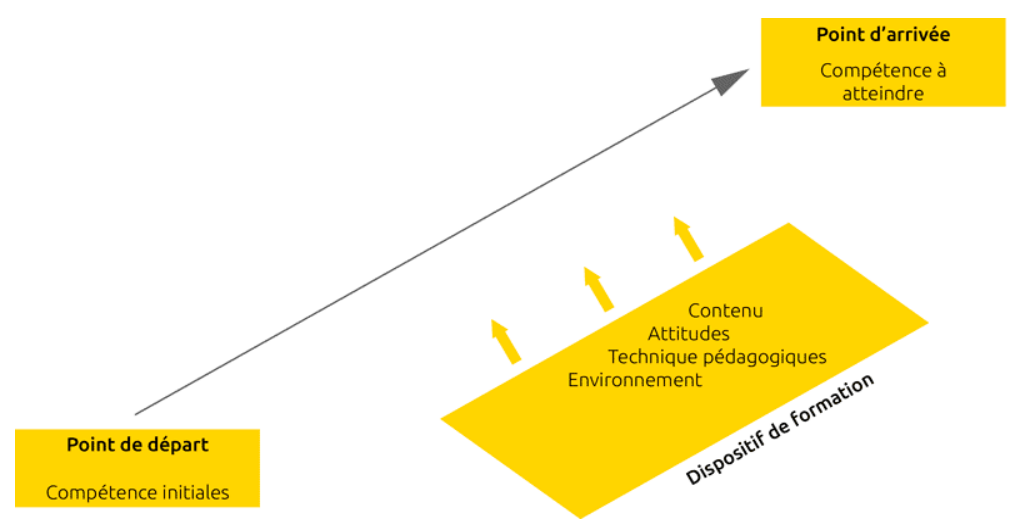 Point d'arrivée
Compétence à
atteindre
Contenu
Attitudes
Technique pédagogiques
Environnement
Dispositif de formation
Point de départ
Compétence initiales